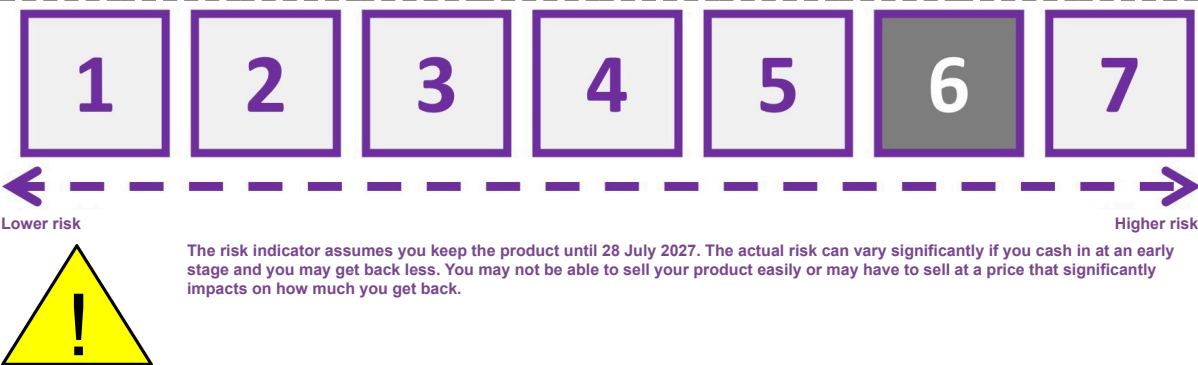 1 2 3 4 5 6 7
Lower risk Higher risk
The risk indicator assumes you keep the product until 28 July 2027. The actual risk can vary significantly if you cash in at an early
stage and you may get back less. You may not be able to sell your product easily or may have to sell at a price that significantly
impacts on how much you get back.
!